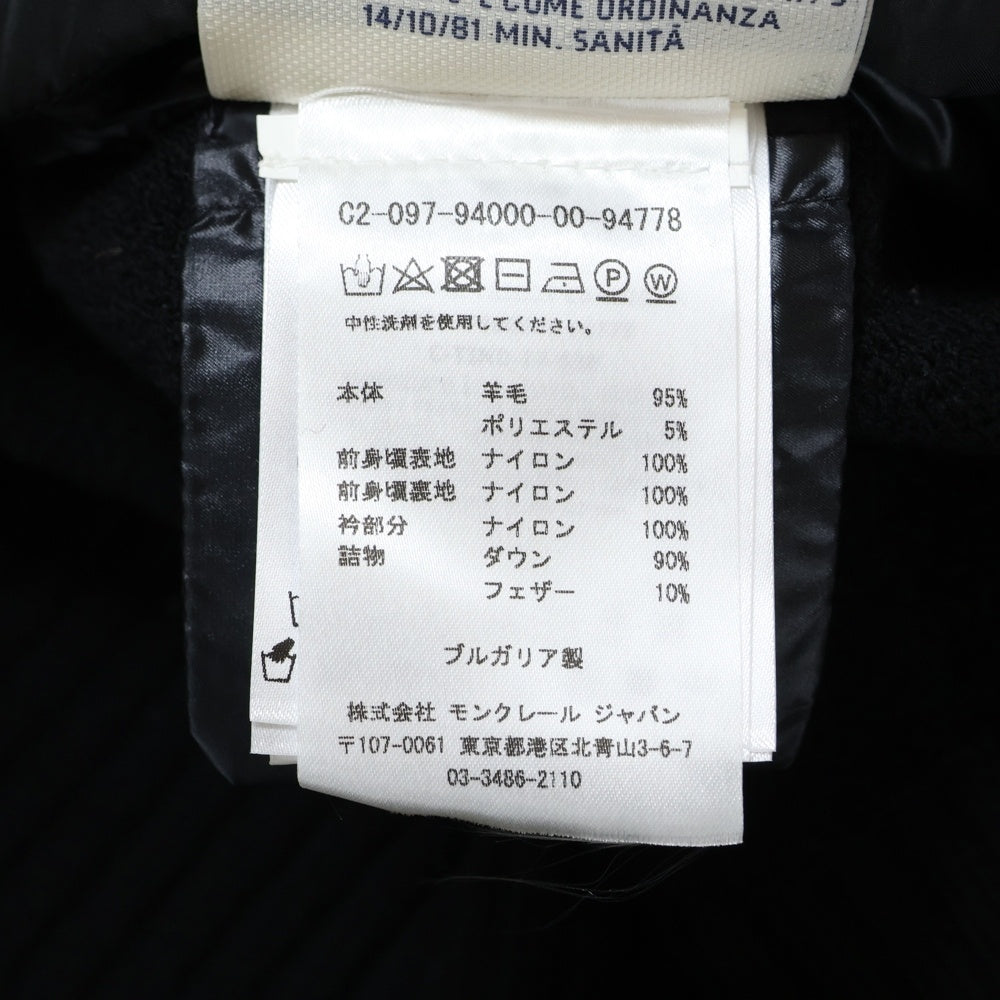 E COME ORDINANZA
14/10/81 MIN. SANITÀ
C2-097-94000-00-94778
P W
中性洗剤を使用してください。
本体 羊毛 95%
ポリエステル 5%
前身頃表地 ナイロン 100%
前身頃裏地 ナイロン 100%
衿部分 ナイロン 100%
詰物 ダウン 90%
フェザー 10%
ブルガリア製
株式会社 モンクレール ジャパン
〒107-0061 東京都港区北青山3-6-7
03-3486-2110